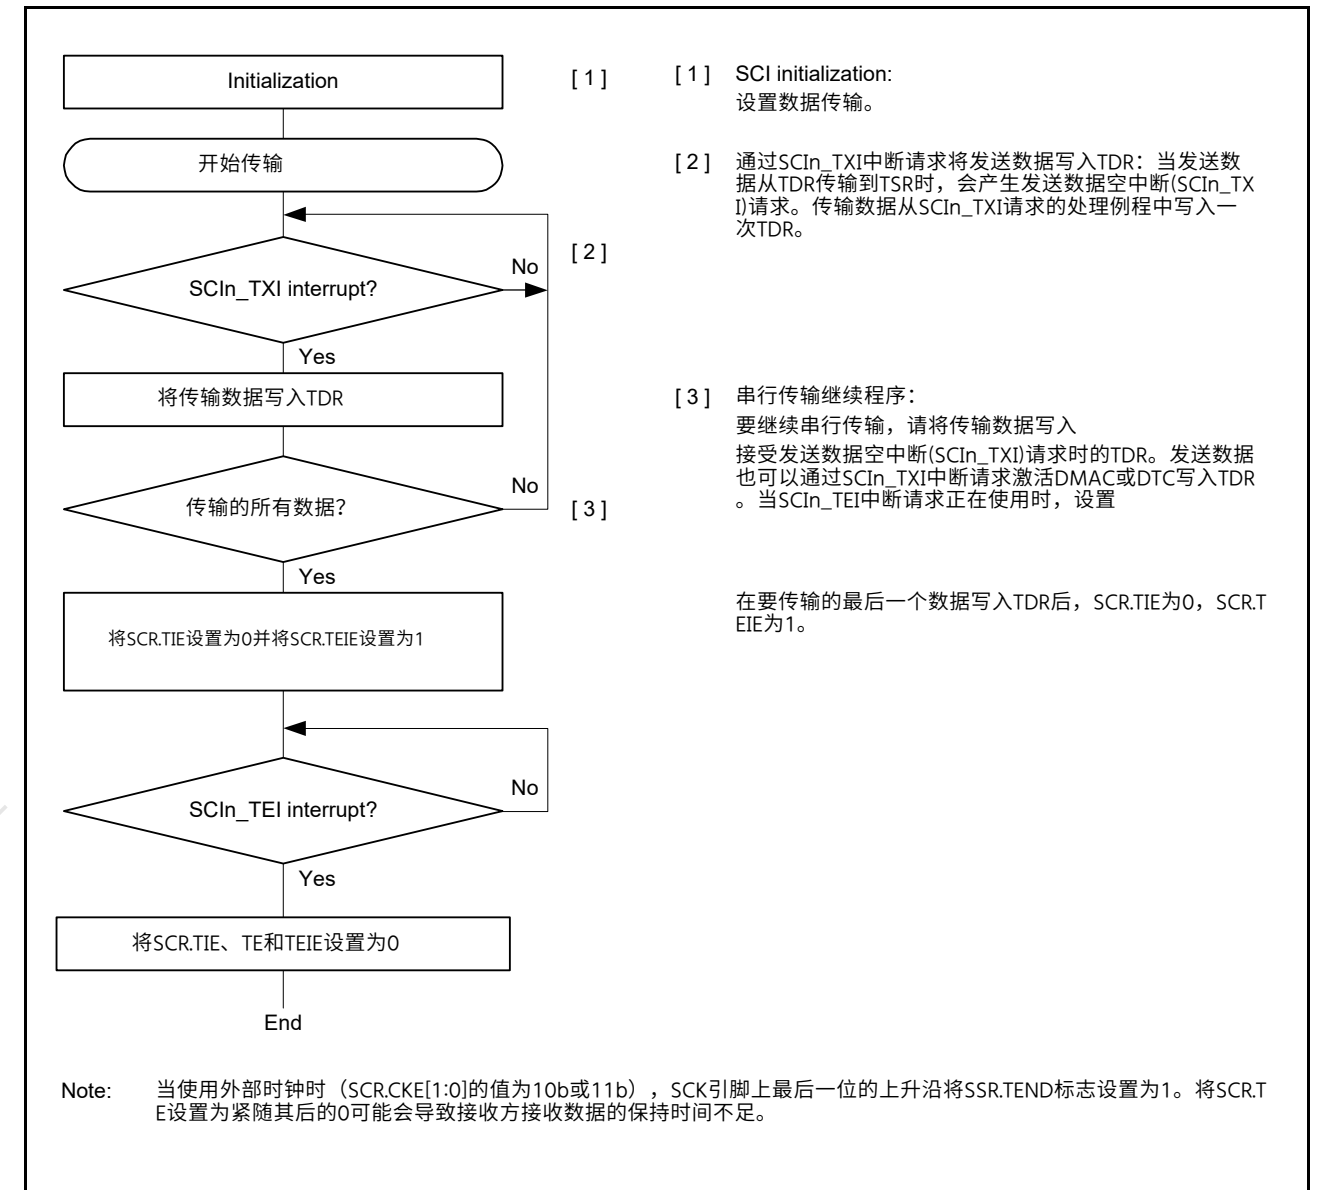 Initialization
[ 1 ]
开始传输
[ 2 ]
SCIn_TXI interrupt?
No
Yes
将传输数据写入TDR
传输的所有数据？
No
[ 3 ]
Yes
将SCR.TIE设置为0并将SCR.TEIE设置为1
SCIn_TEI interrupt?
No
Yes
将SCR.TIE、TE和TEIE设置为0
End
[ 1 ] SCI initialization:
设置数据传输。
[ 2 ] 通过SCIn_TXI中断请求将发送数据写入TDR：当发送数
据从TDR传输到TSR时，会产生发送数据空中断(SCIn_TX
I)请求。传输数据从SCIn_TXI请求的处理例程中写入一
次TDR。
[ 3 ] 串行传输继续程序：
要继续串行传输，请将传输数据写入
接受发送数据空中断(SCIn_TXI)请求时的TDR。发送数据
也可以通过SCIn_TXI中断请求激活DMAC或DTC写入TDR
。当SCIn_TEI中断请求正在使用时，设置
在要传输的最后一个数据写入TDR后，SCR.TIE为0，SCR.T
EIE为1。
Note: 当使用外部时钟时（SCR.CKE[1:0]的值为10b或11b），SCK引脚上最后一位的上升沿将SSR.TEND标志设置为1。将SCR.T
E设置为紧随其后的0可能会导致接收方接收数据的保持时间不足。